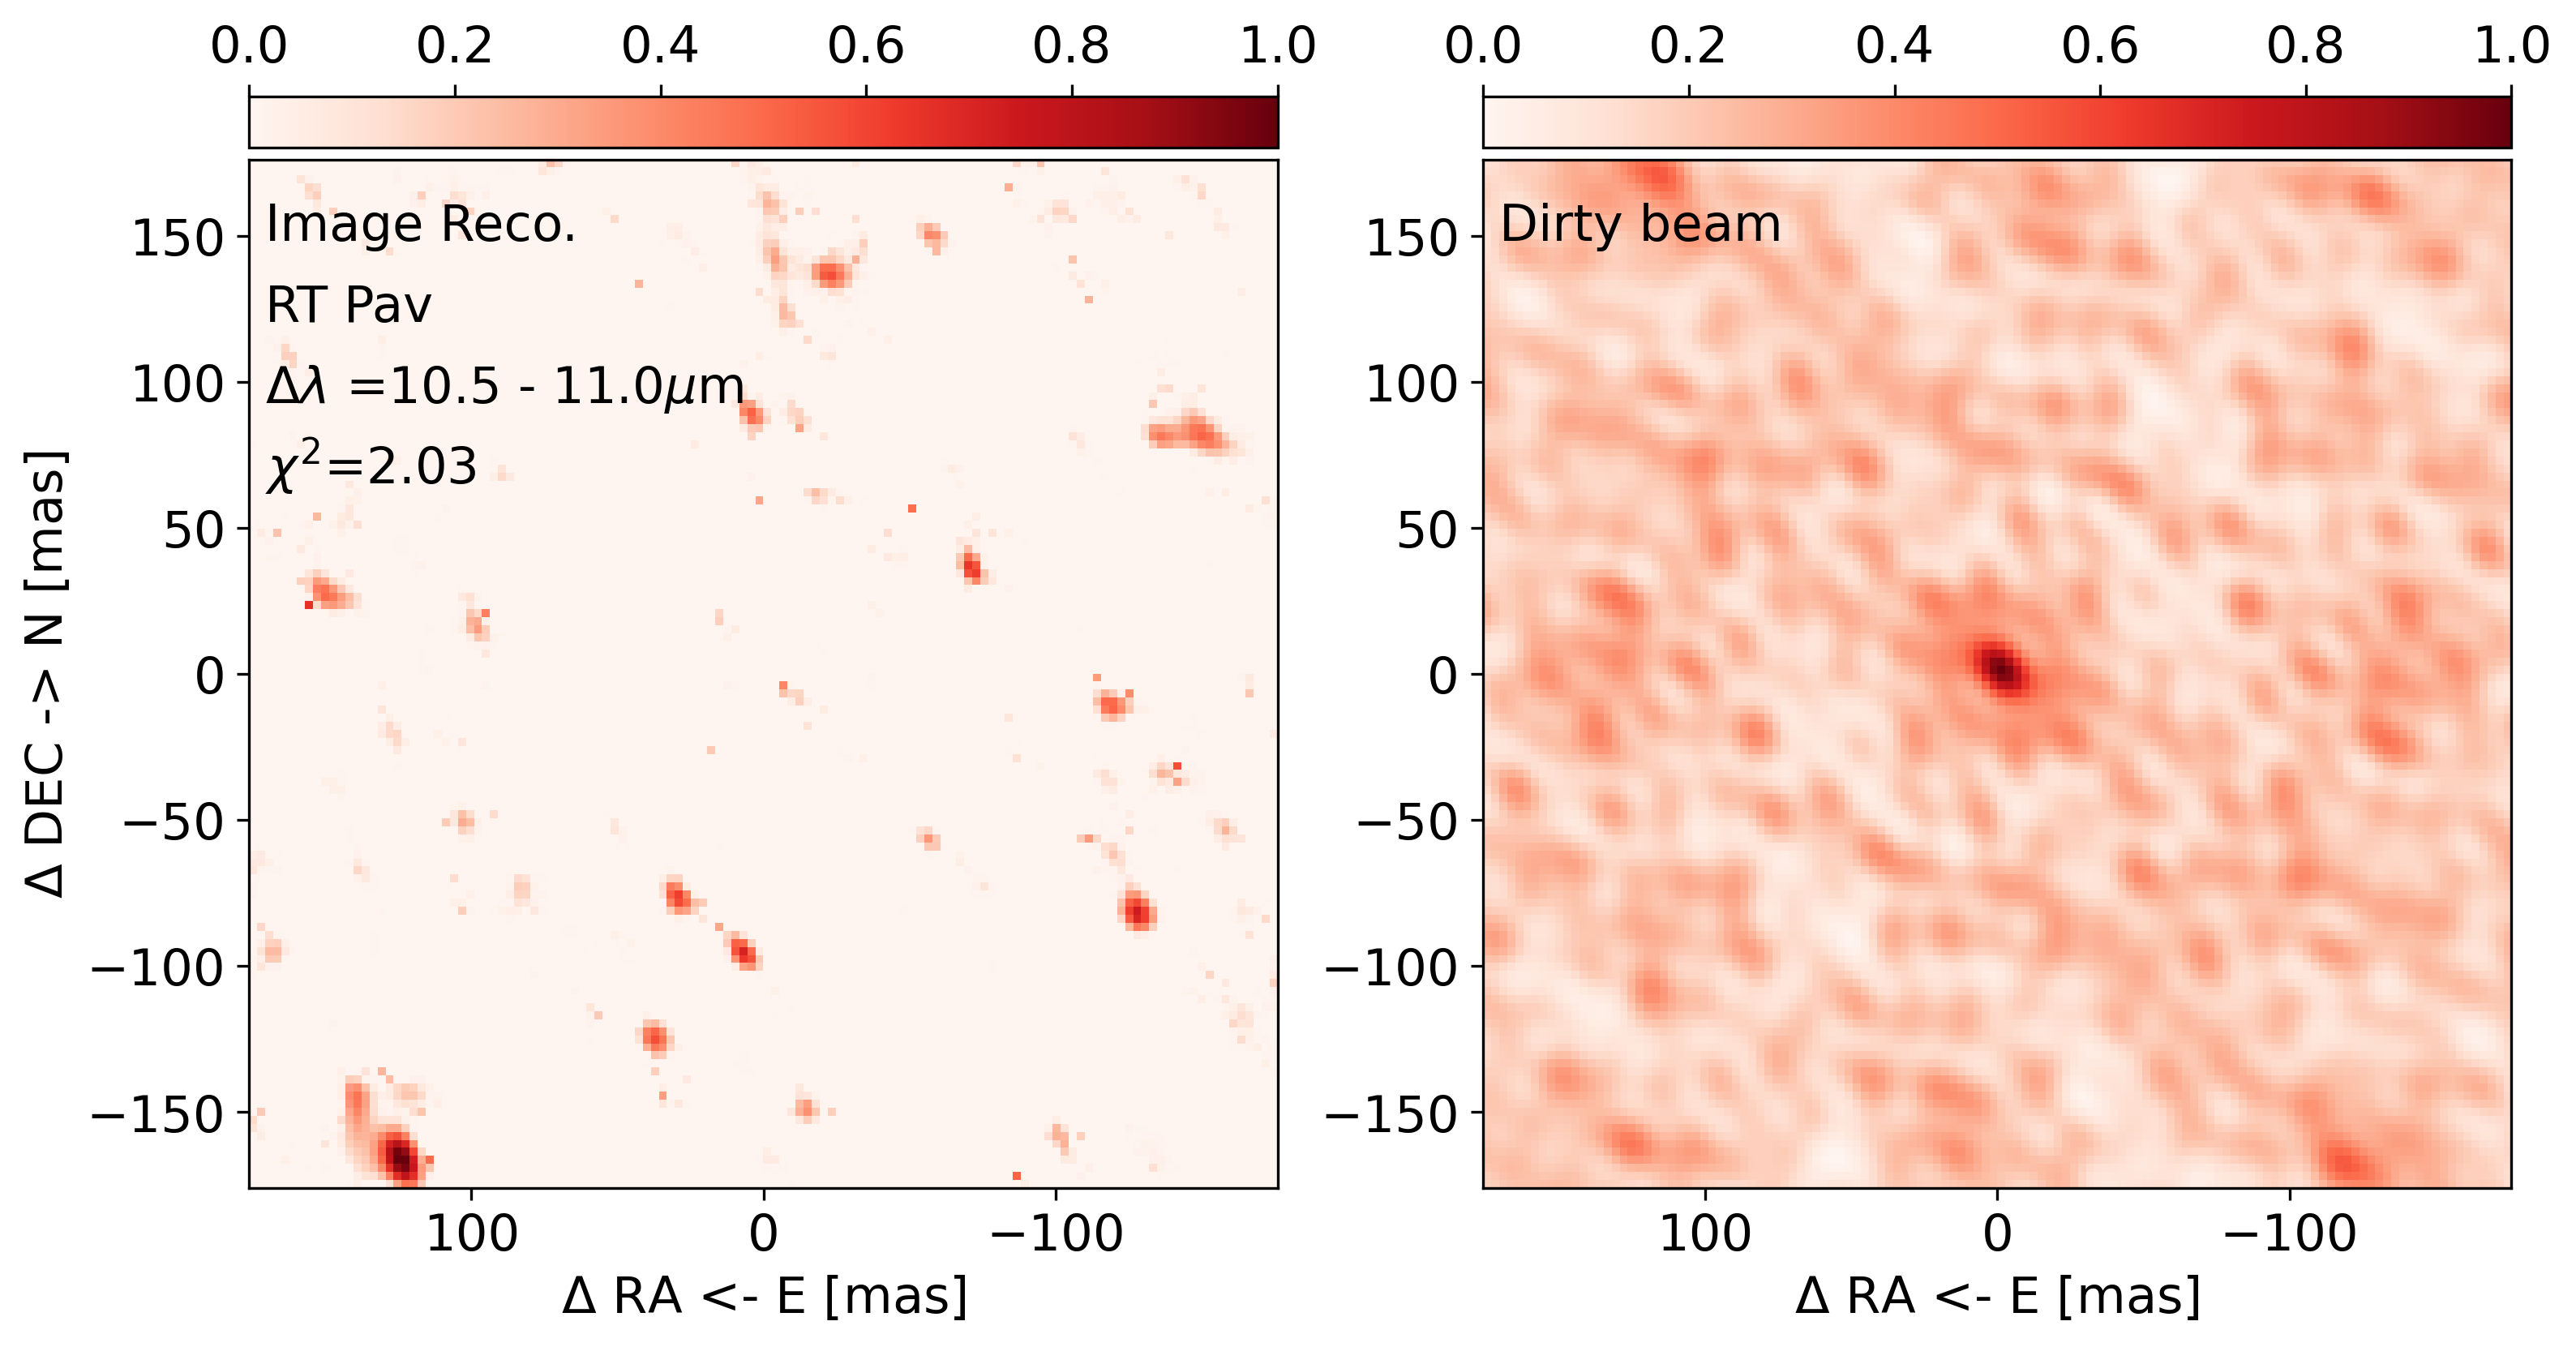 0.0 0.2 0.4 0.6 0.8 1.0
0.0 0.2 0.4 0.6 0.8 1.0
Image Reco.
RT Pav
Δλ =10.5 - 11.0μm
χ²=2.03
Dirty beam
150
100
50
0
−50
−100
−150
Δ DEC -> N [mas]
100 0 −100
Δ RA <- E [mas]
150
100
50
0
−50
−100
−150
100 0 −100
Δ RA <- E [mas]